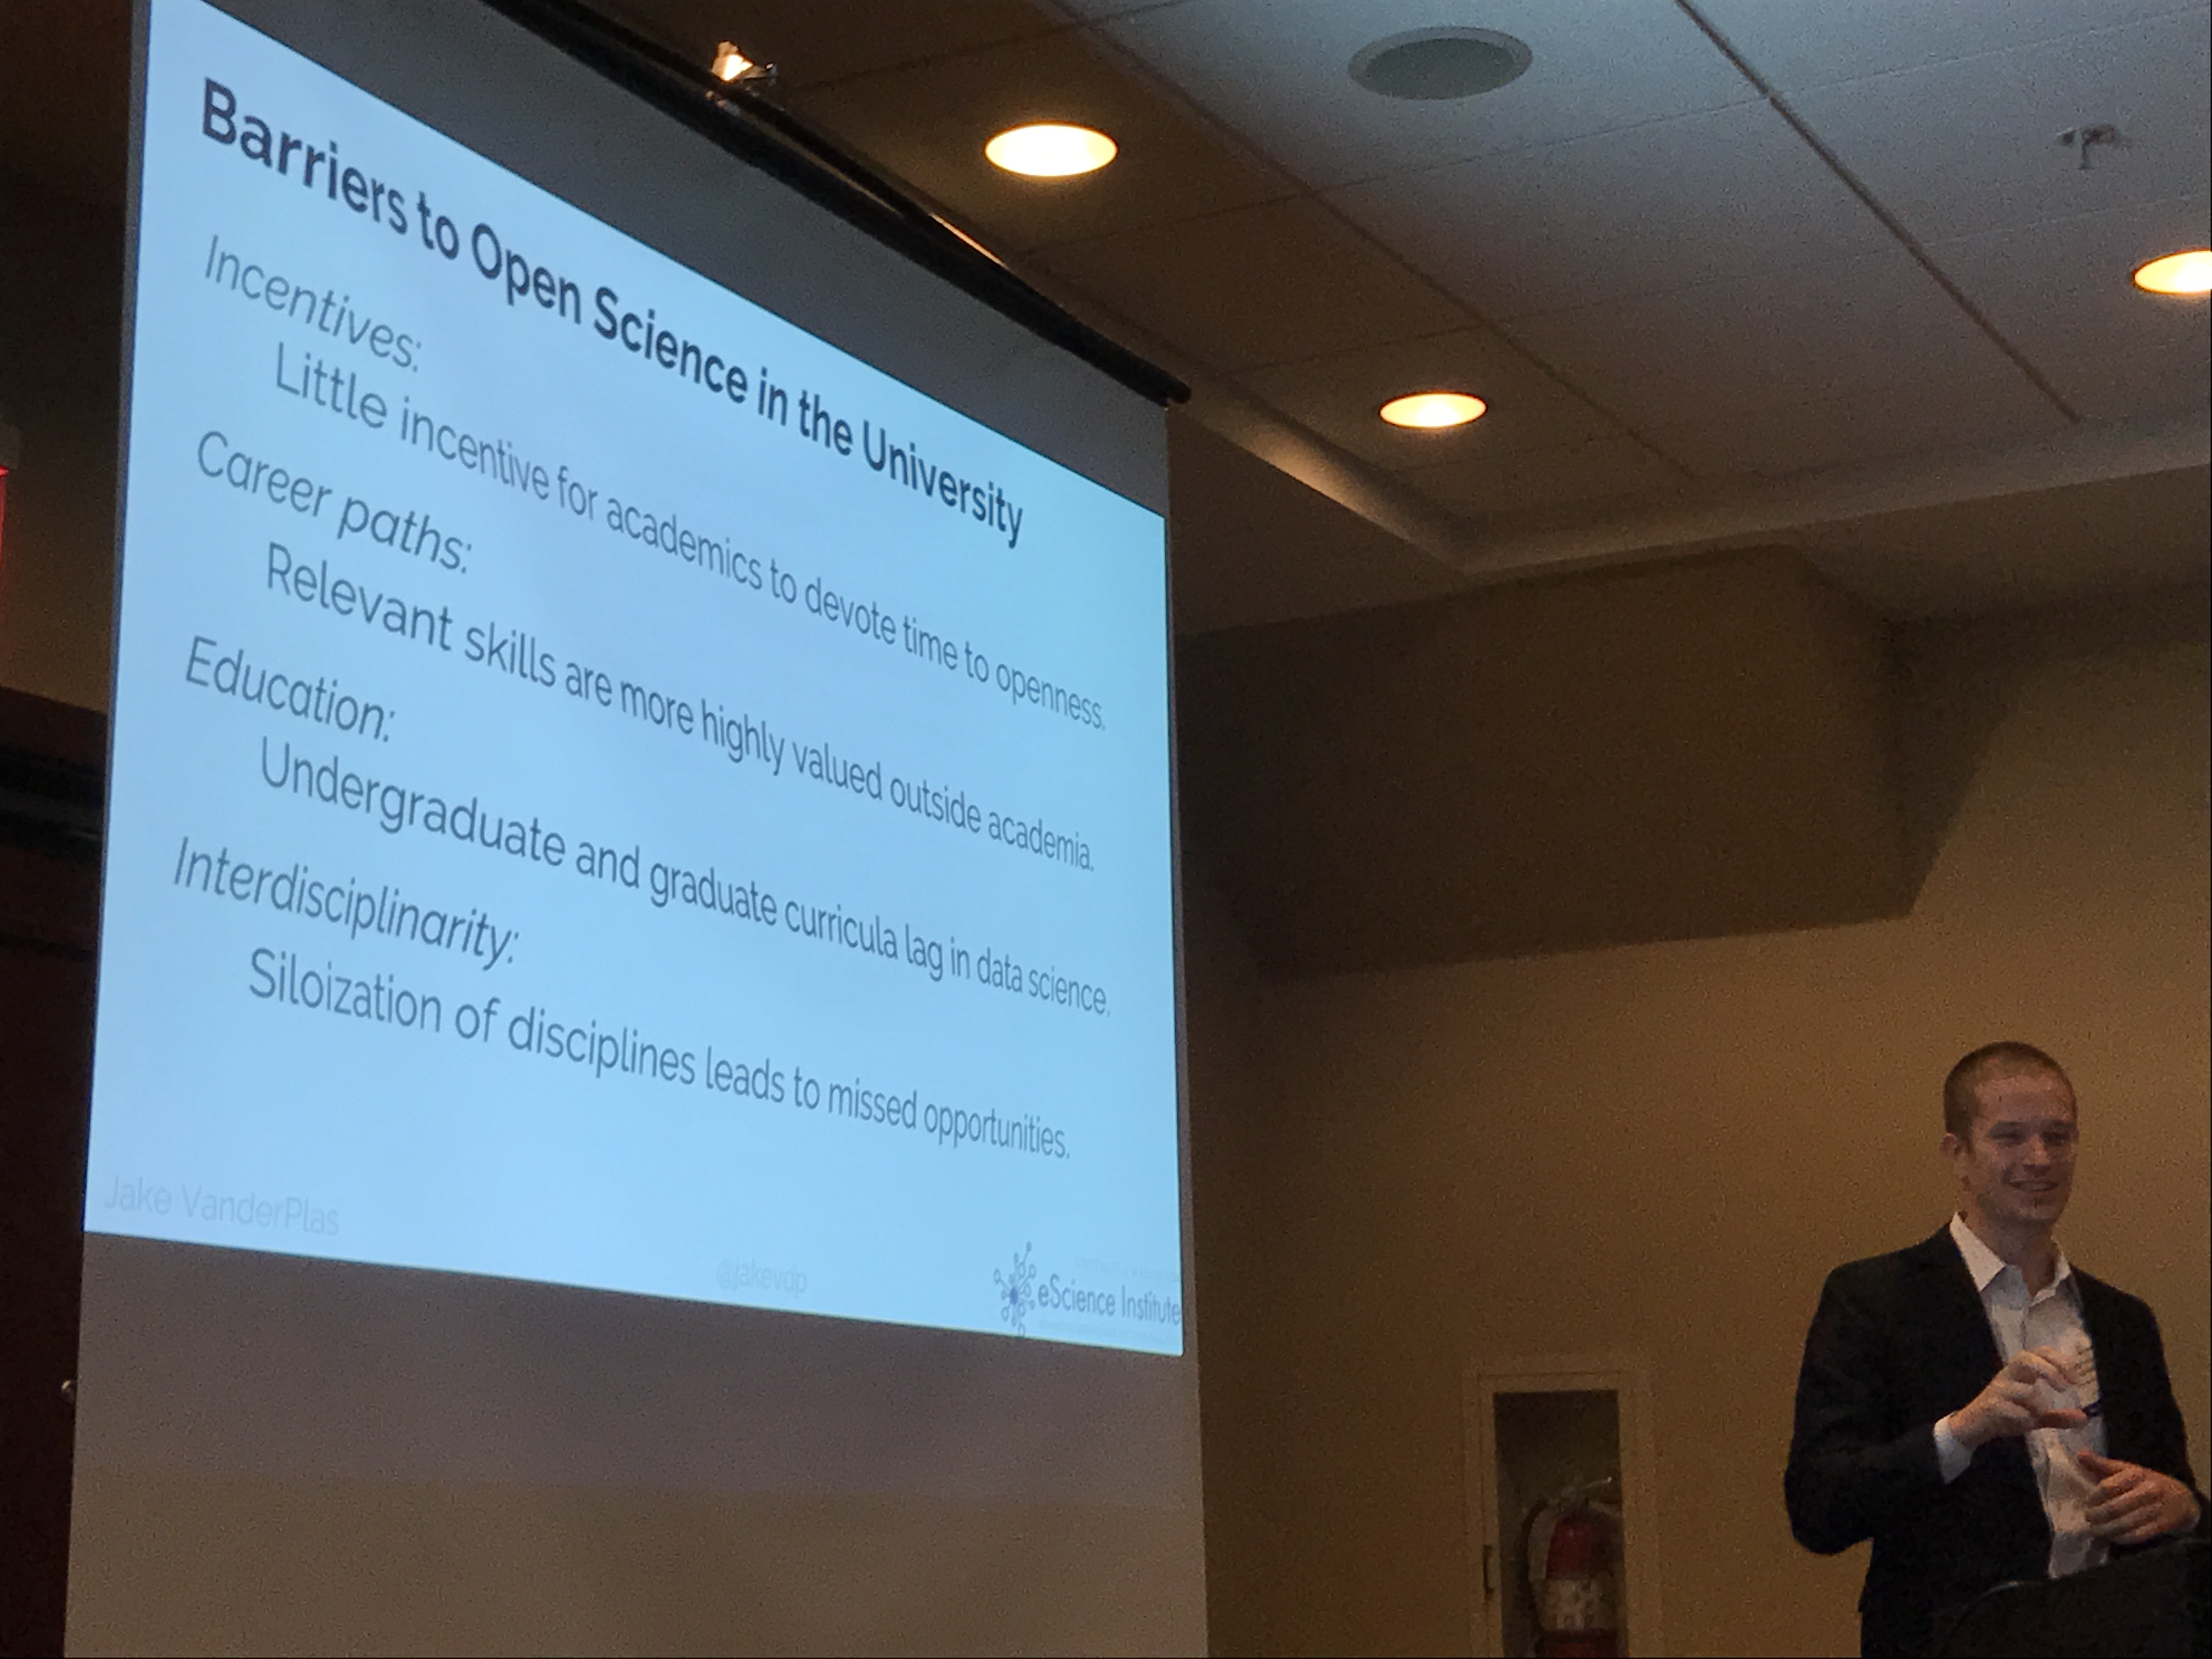 Barriers to Open Science in the University
Incentives:
Little incentive for academics to devote time to openness.
Career paths:
Relevant skills are more highly valued outside academia.
Education:
Undergraduate and graduate curricula lag in data science.
Interdisciplinarity:
Siloization of disciplines leads to missed opportunities.
Jake VanderPlas
@jakevdp
eScience Institute